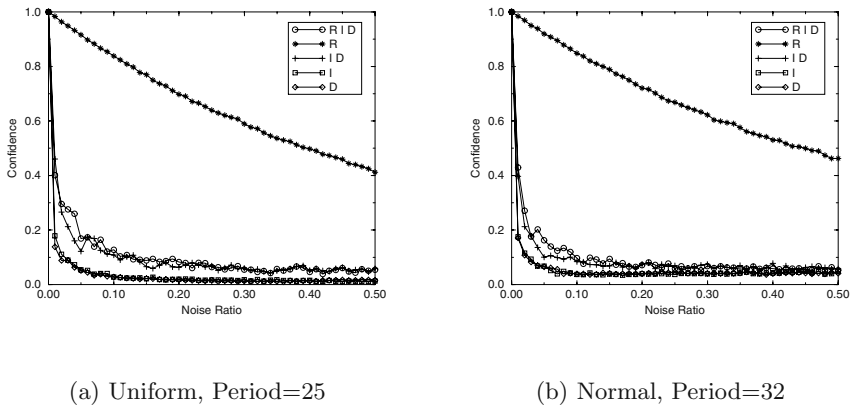 1.0
0.8
0.6
0.4
0.2
0.0
Confidence
0.00 0.10 0.20 0.30 0.40 0.50
Noise Ratio
R I D
R
I D
I
D
(a) Uniform, Period=25
1.0
0.8
0.6
0.4
0.2
0.0
Confidence
0.00 0.10 0.20 0.30 0.40 0.50
Noise Ratio
R I D
R
I D
I
D
(b) Normal, Period=32